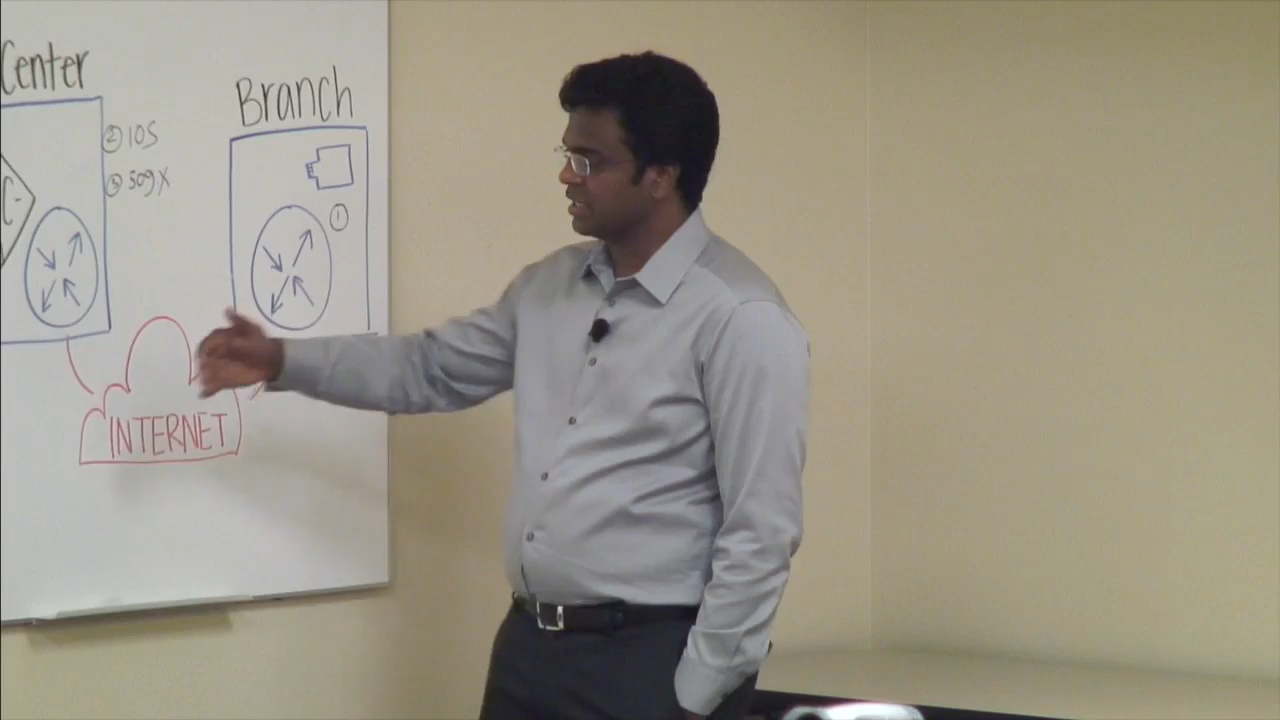 Center
② IOS
③ 509X
C-
Branch
①
INTERNET